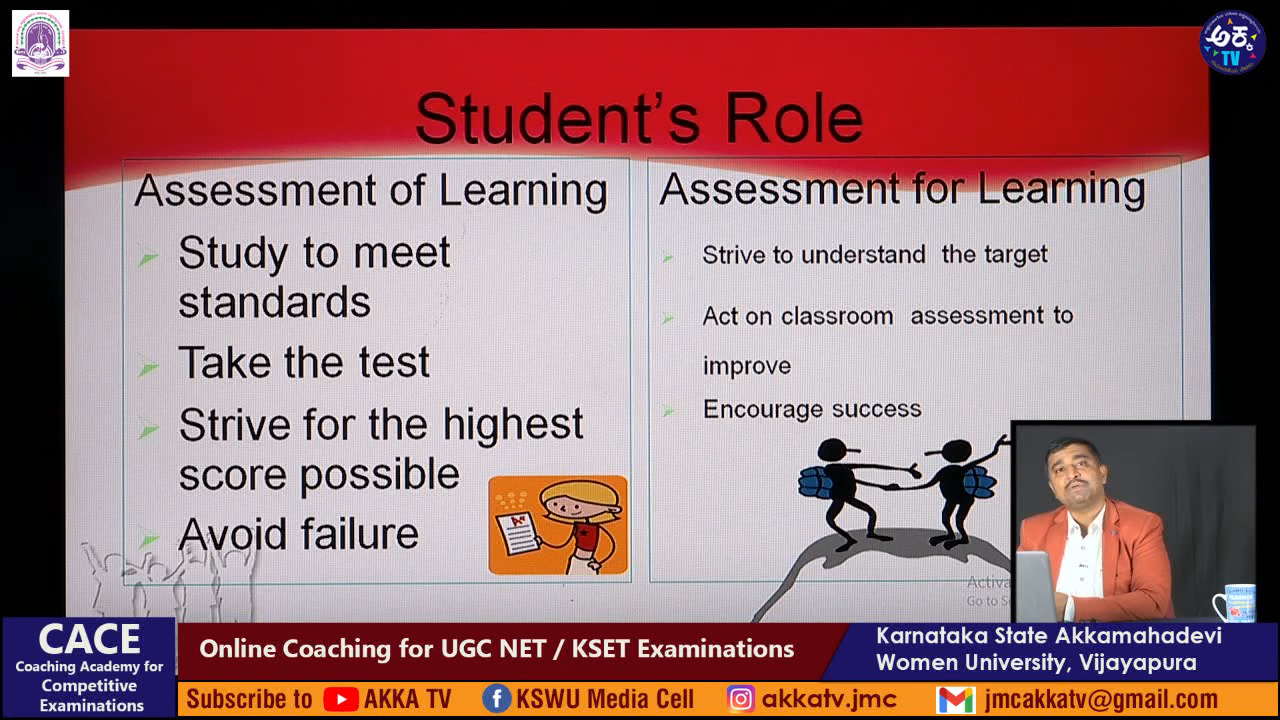 ಅಕ್ಕ
TV
Student's Role
Assessment of Learning
Study to meet
standards
Take the test
Strive for the highest
score possible
Avoid failure
Assessment for Learning
Strive to understand the target
Act on classroom assessment to
improve
Encourage success
A+
Activa
Go to S
CACE
Coaching Academy for
Competitive
Examinations
Online Coaching for UGC NET / KSET Examinations
Karnataka State Akkamahadevi
Women University, Vijayapura
Subscribe to AKKA TV KSWU Media Cell akkatv.jmc jmcakkatv@gmail.com